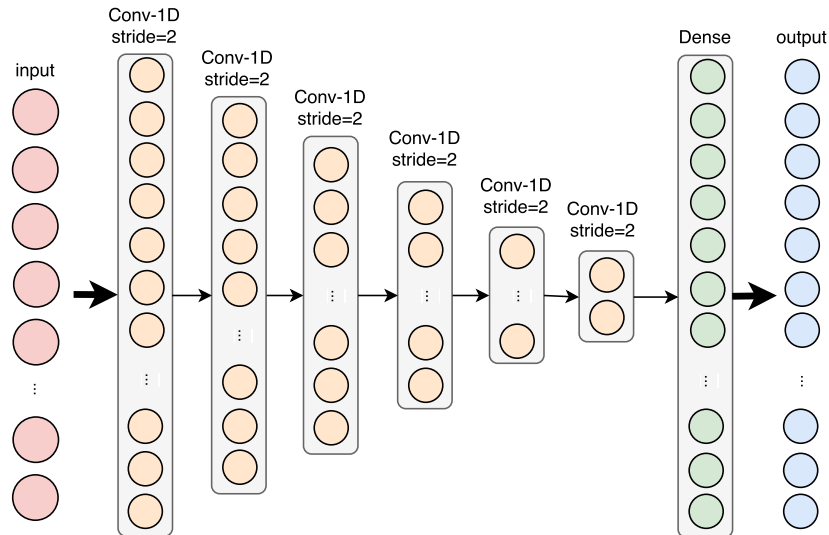 input
Conv-1D
stride=2
Conv-1D
stride=2
Conv-1D
stride=2
Conv-1D
stride=2
Conv-1D
stride=2
Conv-1D
stride=2
Dense
output
...
...
...
...
...
...
...
...